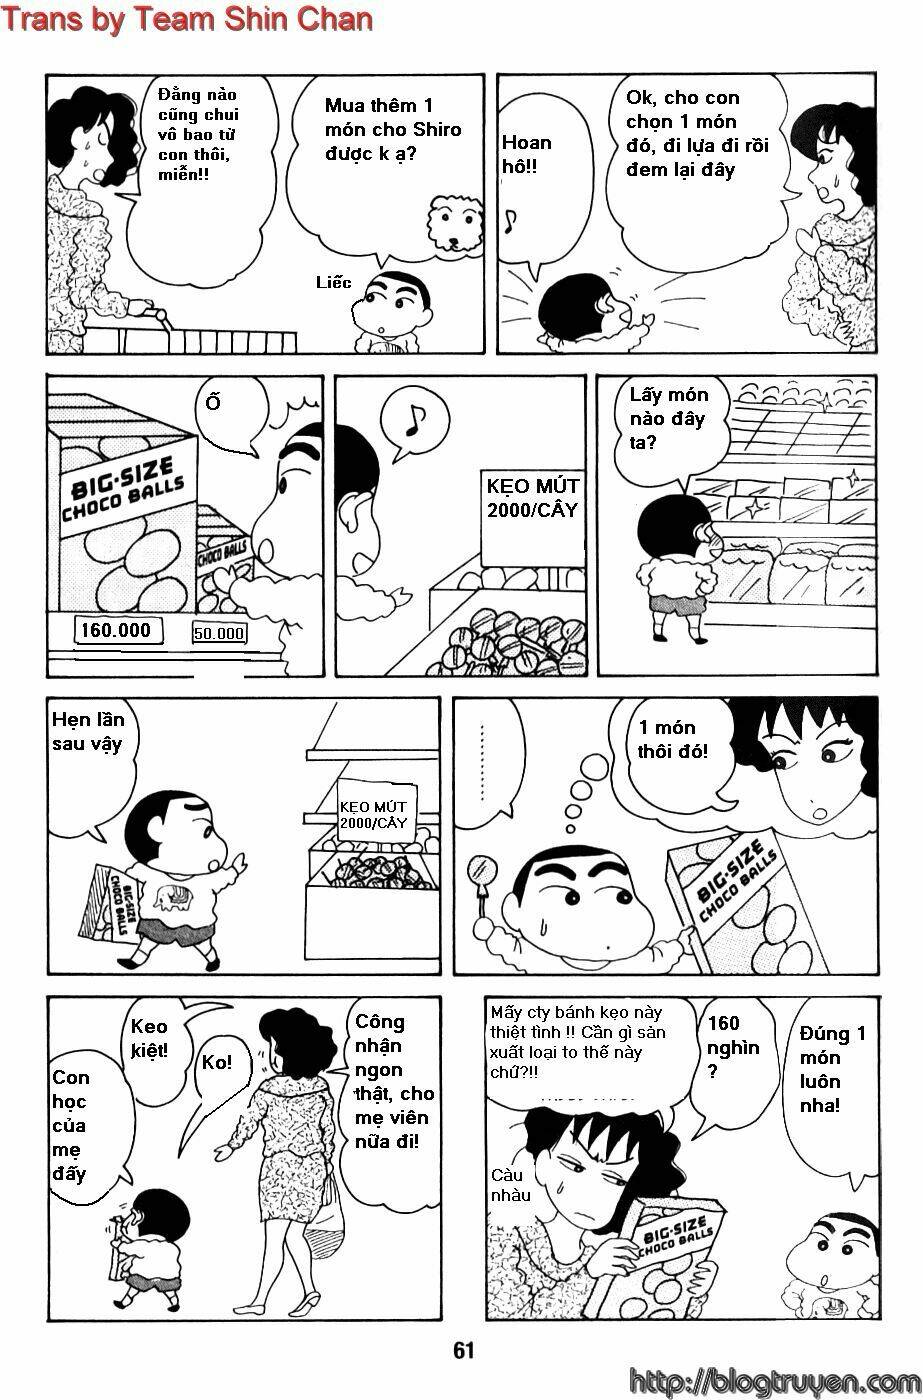 Trans by Team Shin Chan
Ok, cho con
chọn 1 món
đó, đi lựa đi rồi
đem lại đây
Hoan
hô!!
Mua thêm 1
món cho Shiro
được k ạ?
Liếc
Đằng nào
cũng chui
vô bao tử
con thôi,
miễn!!
Lấy món
nào đây
ta?
KẸO MÚT
2000/CÂY
Ố
BIG-SIZE
CHOCO BALLS
CHOCO BALLS
160.000
50.000
1 món
thôi đó!
.........
BIG-SIZE
CHOCO BALLS
Hẹn lần
sau vậy
KẸO MÚT
2000/CÂY
BIG-SIZE
CHOCO BALLS
Đúng 1
món
luôn
nha!
160
nghìn
?
Mấy cty bánh kẹo này
thiệt tình !! Cần gì sản
xuất loại to thế này
chứ?!!
Càu
nhàu
BIG-SIZE
CHOCO BALLS
Công
nhận
ngon
thật, cho
mẹ viên
nữa đi!
Ko!
Keo
kiệt!
Con
học
của
mẹ
đấy
61
http://blogtruyen.com